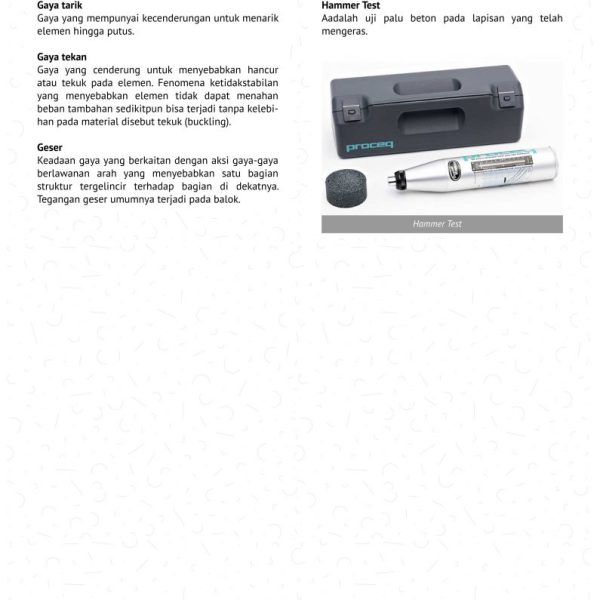 Gaya tarik
Gaya yang mempunyai kecenderungan untuk menarik
elemen hingga putus.
Gaya tekan
Gaya yang cenderung untuk menyebabkan hancur
atau tekuk pada elemen. Fenomena ketidakstabilan
yang menyebabkan elemen tidak dapat menahan
beban tambahan sedikitpun bisa terjadi tanpa kelebi-
han pada material disebut tekuk (buckling).
Geser
Keadaan gaya yang berkaitan dengan aksi gaya-gaya
berlawanan arah yang menyebabkan satu bagian
struktur tergelincir terhadap bagian di dekatnya.
Tegangan geser umumnya terjadi pada balok.
Hammer Test
Aadalah uji palu beton pada lapisan yang telah
mengeras.
proceq
Hammer Test